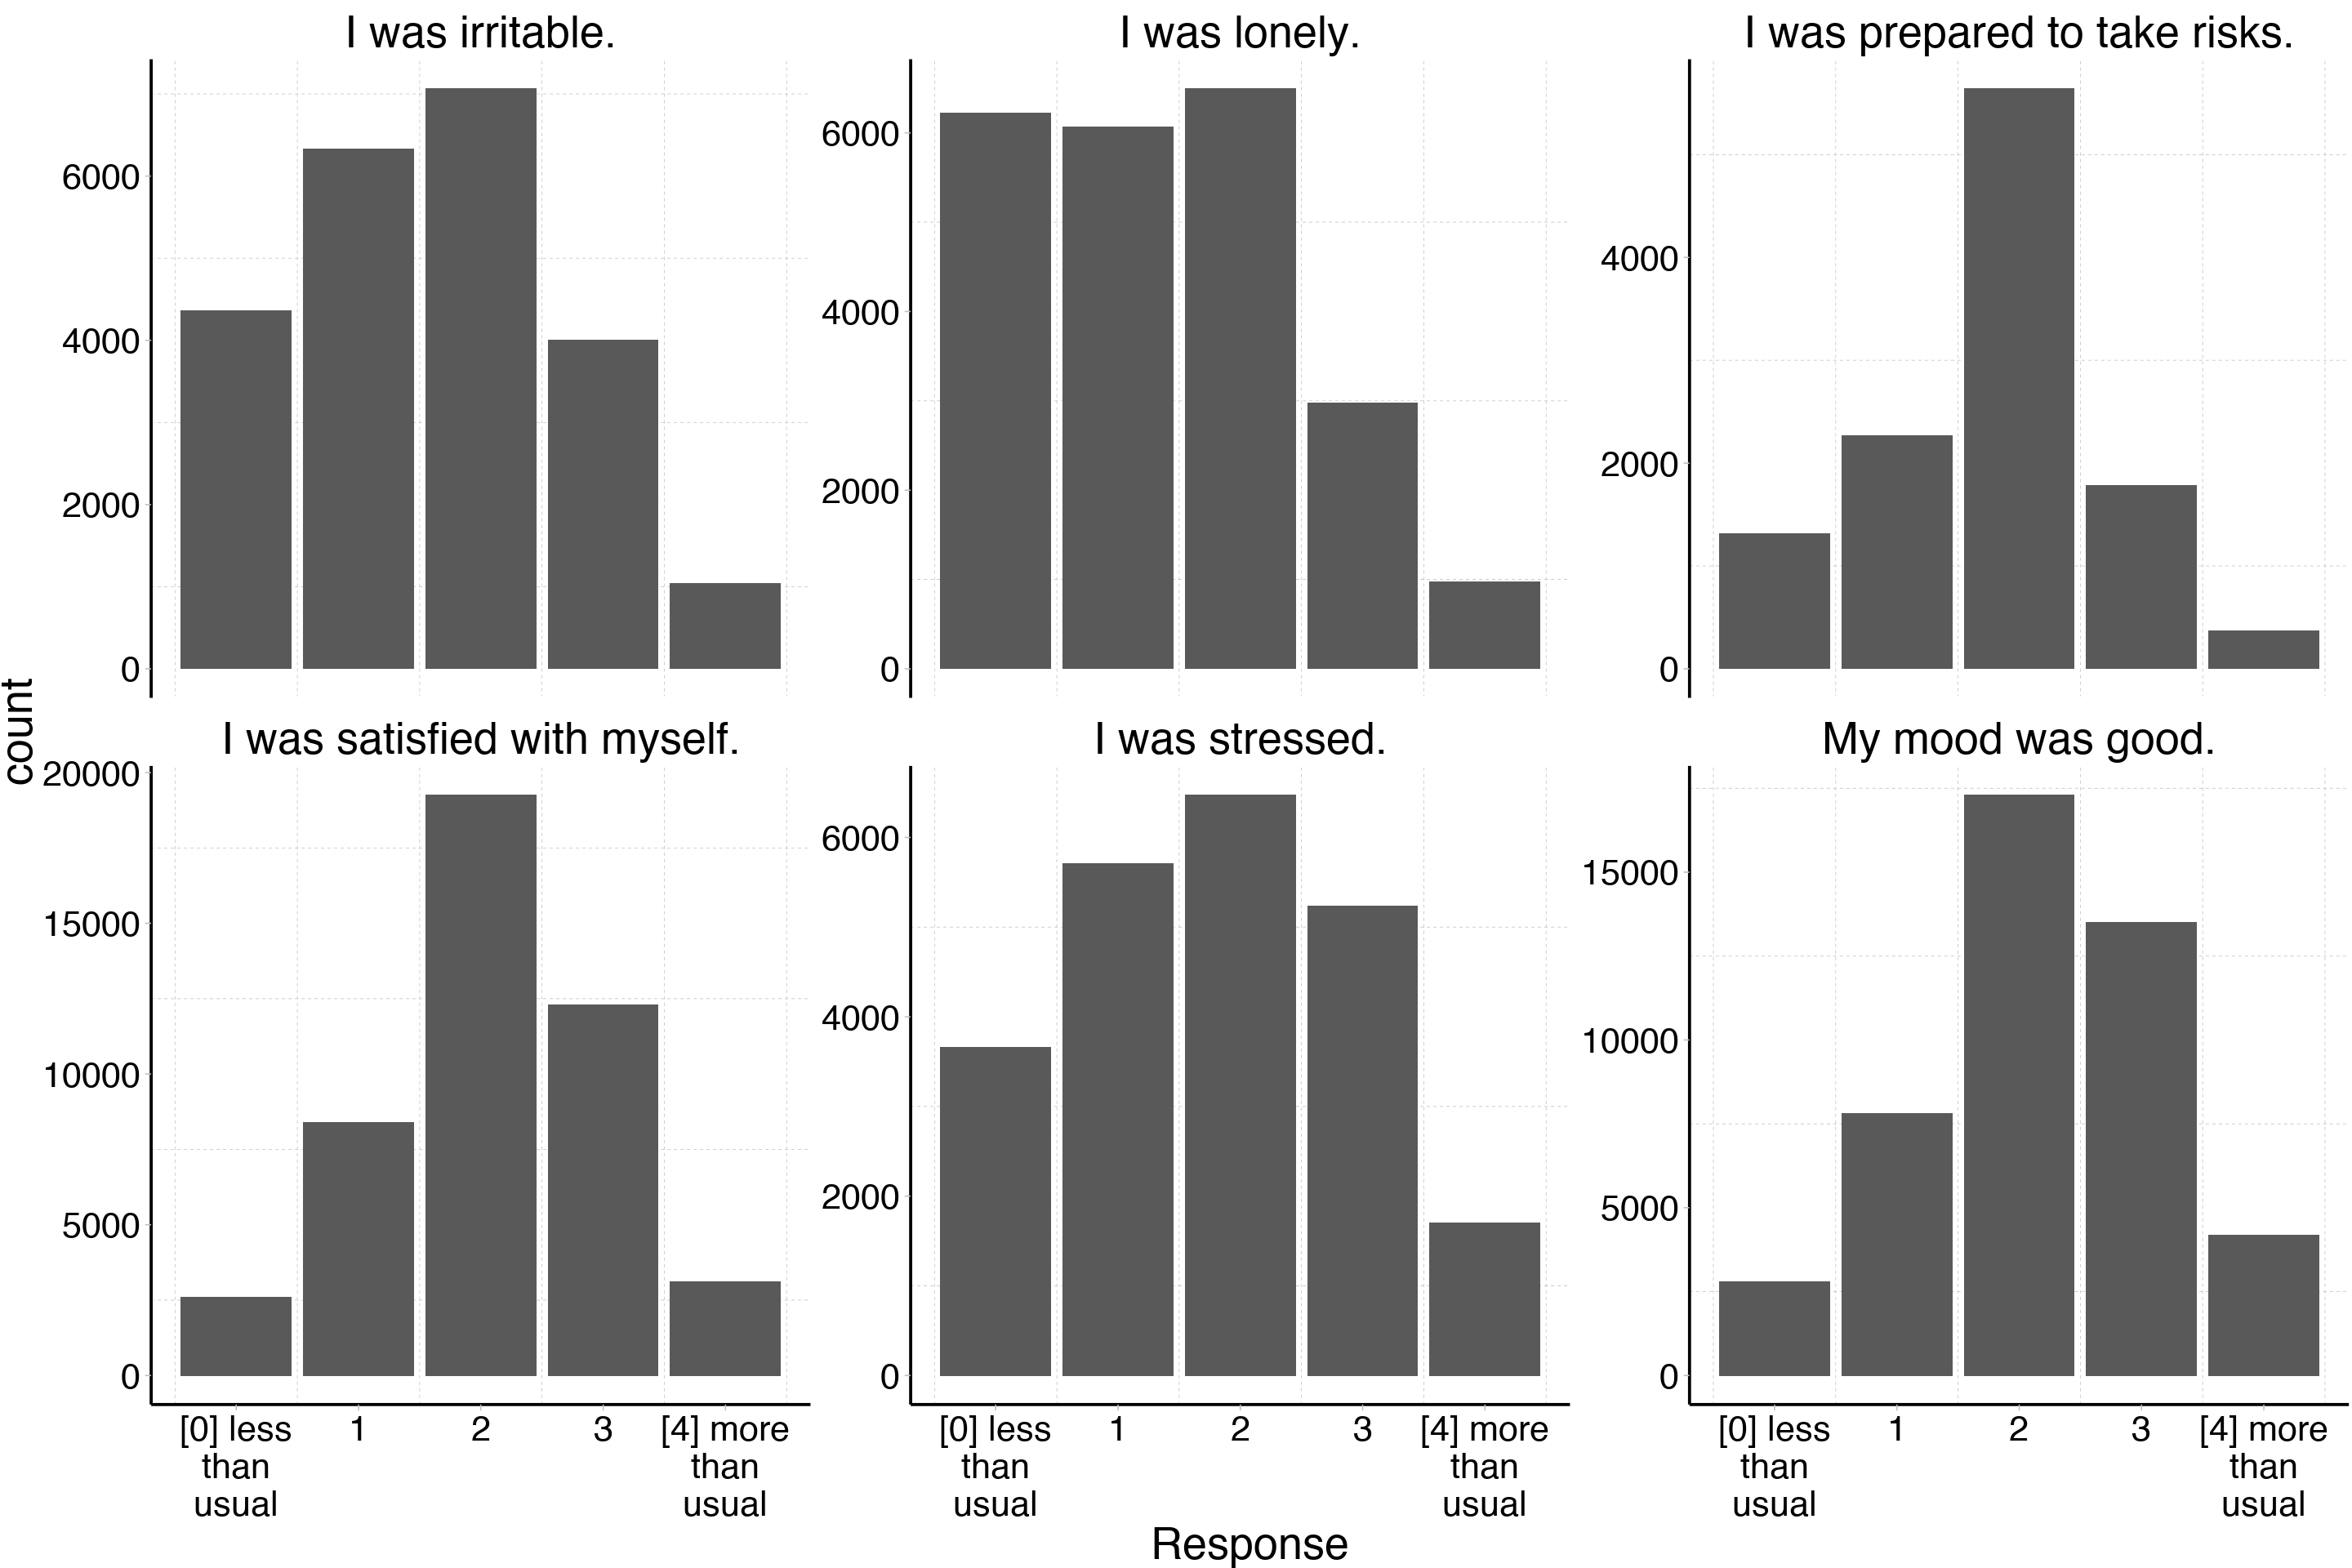 I was irritable.
I was lonely.
I was prepared to take risks.
6000
4000
2000
0
6000
4000
2000
0
4000
2000
0
count
I was satisfied with myself.
I was stressed.
My mood was good.
20000
15000
10000
5000
0
6000
4000
2000
0
15000
10000
5000
0
[0] less
than
usual
1
2
3
[4] more
than
usual
[0] less
than
usual
1
2
3
[4] more
than
usual
[0] less
than
usual
1
2
3
[4] more
than
usual
Response